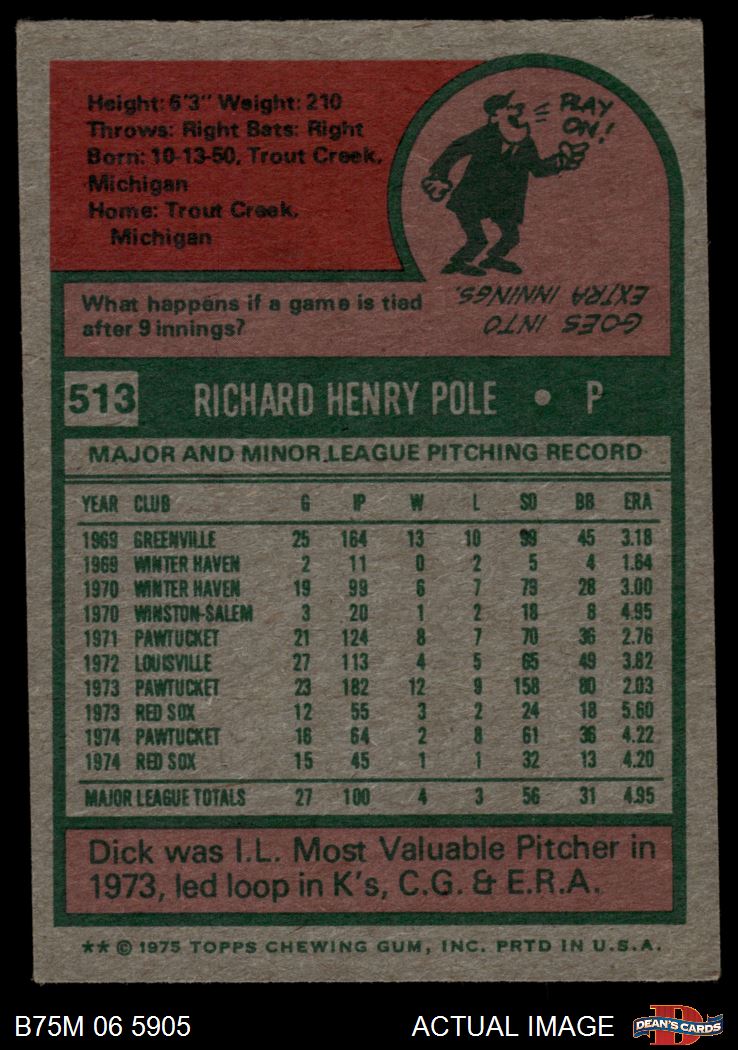 Height: 6'3" Weight: 210
Throws: Right Bats: Right
Born: 10-13-50, Trout Creek,
Michigan
Home: Trout Creek,
Michigan
PLAY
ON!
What happens if a game is tied
after 9 innings?
GOES INTO
EXTRA INNINGS.
513 RICHARD HENRY POLE • P
MAJOR AND MINOR LEAGUE PITCHING RECORD
YEAR CLUB G IP W L SO BB ERA
1969 GREENVILLE 25 164 13 10 99 45 3.18
1969 WINTER HAVEN 2 11 0 2 5 4 1.64
1970 WINTER HAVEN 19 99 6 7 79 28 3.00
1970 WINSTON-SALEM 3 20 1 2 18 8 4.95
1971 PAWTUCKET 21 124 8 7 70 36 2.76
1972 LOUISVILLE 27 113 4 5 65 49 3.82
1973 PAWTUCKET 23 182 12 9 158 80 2.03
1973 RED SOX 12 55 3 2 24 18 5.60
1974 PAWTUCKET 16 64 2 8 61 36 4.22
1974 RED SOX 15 45 1 1 32 13 4.20
MAJOR LEAGUE TOTALS 27 100 4 3 56 31 4.95
Dick was I.L. Most Valuable Pitcher in
1973, led loop in K's, C.G. & E.R.A.
** © 1975 TOPPS CHEWING GUM, INC. PRTD IN U.S.A.
B75M 06 5905 ACTUAL IMAGE D DEAN'S CARDS